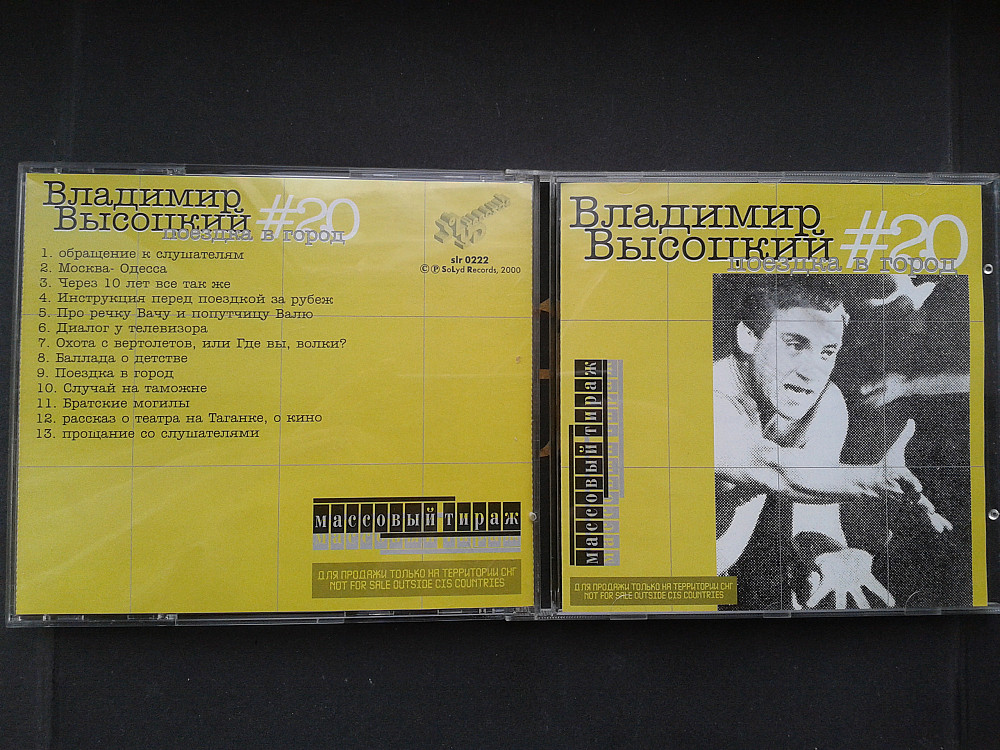 Владимир
Высоцкий #20
поездка в город
slr 0222
© ℗ SoLyd Records, 2000
1. обращение к слушателям
2. Москва- Одесса
3. Через 10 лет все так же
4. Инструкция перед поездкой за рубеж
5. Про речку Вачу и попутчицу Валю
6. Диалог у телевизора
7. Охота с вертолетов, или Где вы, волки?
8. Баллада о детстве
9. Поездка в город
10. Случай на таможне
11. Братские могилы
12. рассказ о театра на Таганке, о кино
13. прощание со слушателями
массовый тираж
ДЛЯ ПРОДАЖИ ТОЛЬКО НА ТЕРРИТОРИИ СНГ
NOT FOR SALE OUTSIDE CIS COUNTRIES
Владимир
Высоцкий #20
поездка в город
массовый тираж
ДЛЯ ПРОДАЖИ ТОЛЬКО НА ТЕРРИТОРИИ СНГ
NOT FOR SALE OUTSIDE CIS COUNTRIES